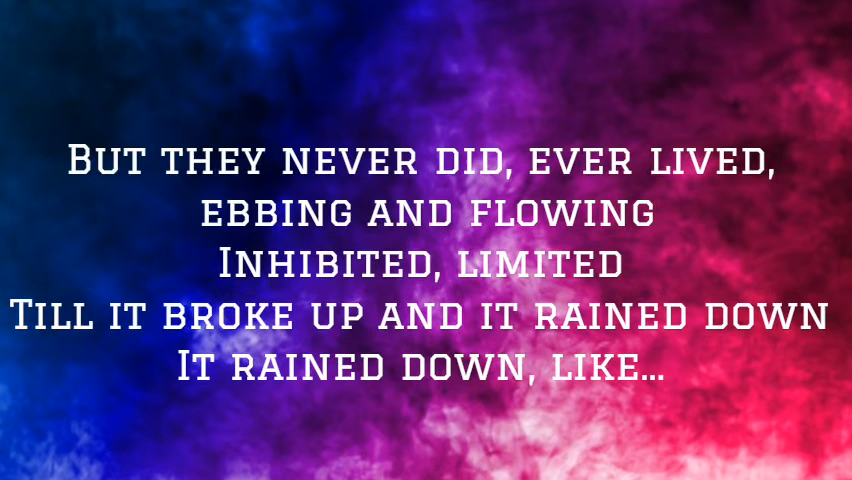 But they never did, ever lived,
ebbing and flowing
Inhibited, limited
Till it broke up and it rained down
It rained down, like...